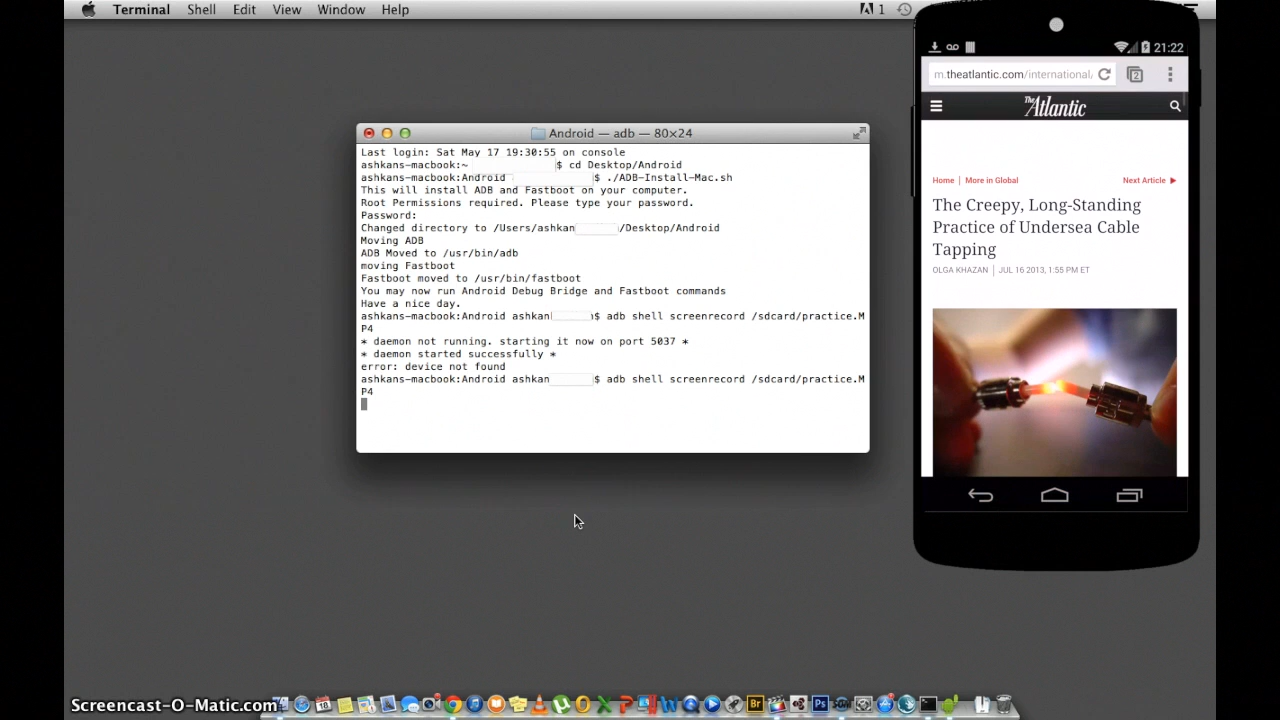 Terminal Shell Edit View Window Help
1
Android — adb — 80×24
Last login: Sat May 17 19:30:55 on console
ashkans-macbook:~ $ cd Desktop/Android
ashkans-macbook:Android $ ./ADB-Install-Mac.sh
This will install ADB and Fastboot on your computer.
Root Permissions required. Please type your password.
Password:
Changed directory to /Users/ashkan /Desktop/Android
Moving ADB
ADB Moved to /usr/bin/adb
moving Fastboot
Fastboot moved to /usr/bin/fastboot
You may now run Android Debug Bridge and Fastboot commands
Have a nice day.
ashkans-macbook:Android ashkan $ adb shell screenrecord /sdcard/practice.M
P4
* daemon not running. starting it now on port 5037 *
* daemon started successfully *
error: device not found
ashkans-macbook:Android ashkan $ adb shell screenrecord /sdcard/practice.M
P4
21:22
m.theatlantic.com/international/
2
The Atlantic
Home | More in Global Next Article ▶
The Creepy, Long-Standing
Practice of Undersea Cable
Tapping
OLGA KHAZAN | JUL 16 2013, 1:55 PM ET
18
Br
Ps
Screencast-O-Matic.com